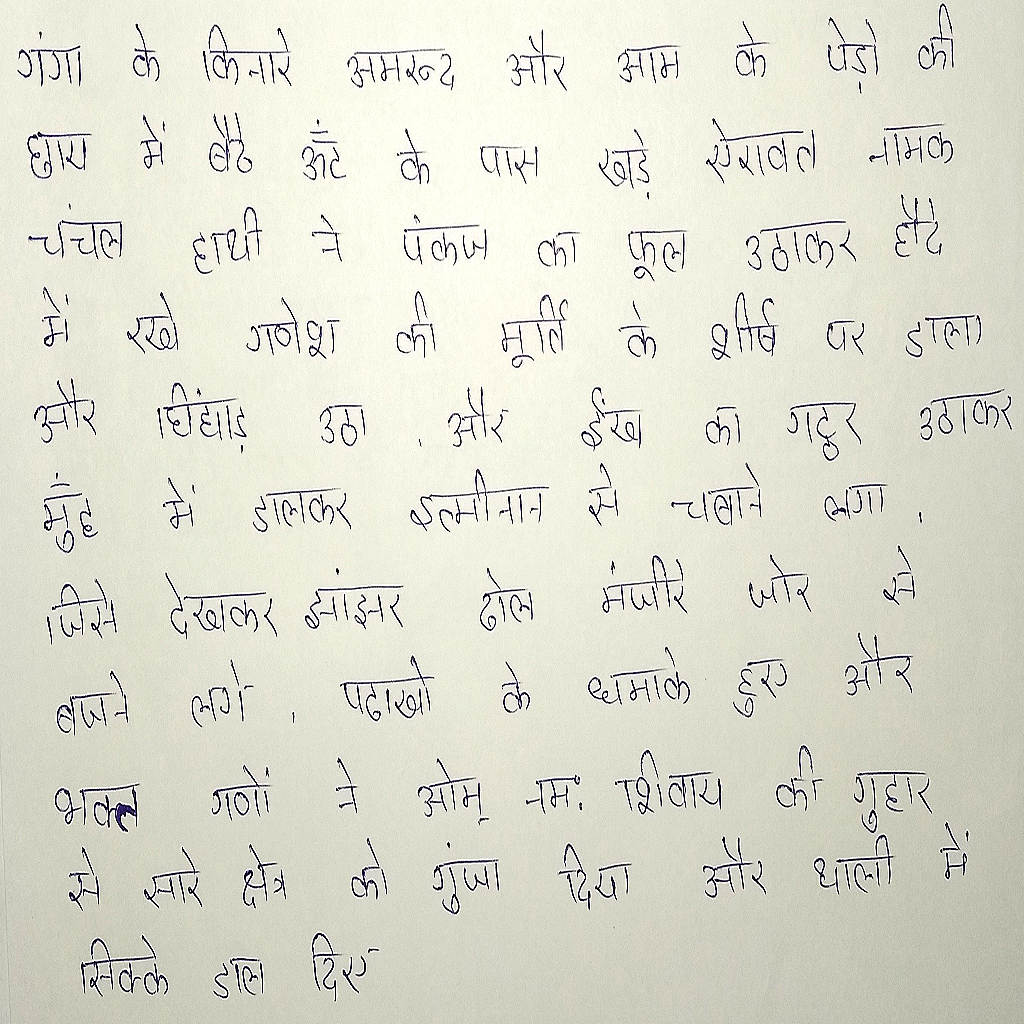 गंगा के किनारे अमरुद और आम के पेड़ो की
छाय में बैठे ऊँट के पास खड़े ऐरावत नामक
चंचल हाथी ने पंकज का फूल उठाकर हौदे
में रखे गणेश की मूर्ति के शीर्ष पर डाला
और चिंघाड़ उठा , और ईख का गट्ठर उठाकर
मुँह में डालकर इत्मीनान से चबाने लगा ,
जिसे देखकर झांझर ढोल मंजीरे जोर से
बजने लगे , पटाखो के धमाके हुए और
भक्त गणों ने ओम् नमः शिवाय की गुहार
से सारे क्षेत्र को गुंजा दिया और थाली में
सिक्के डाल दिए